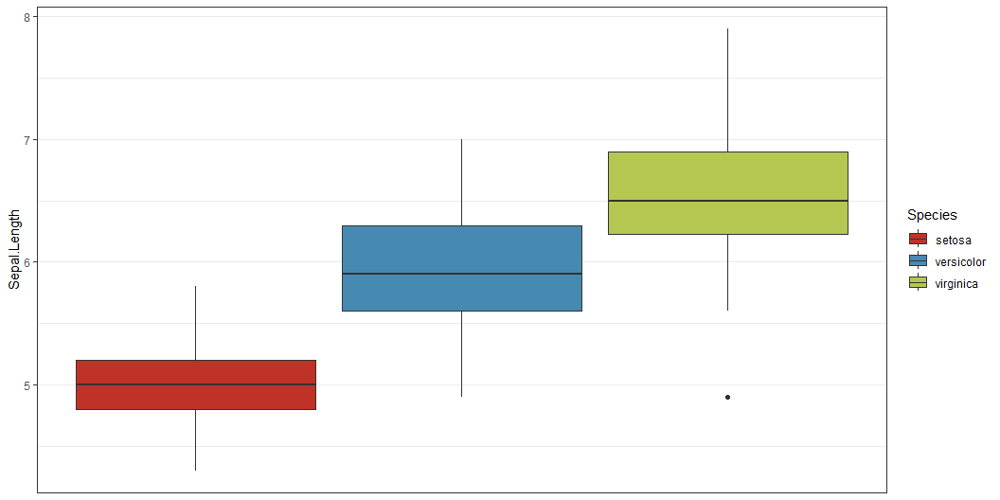 8
7
6
5
Sepal.Length
Species
setosa
versicolor
virginica